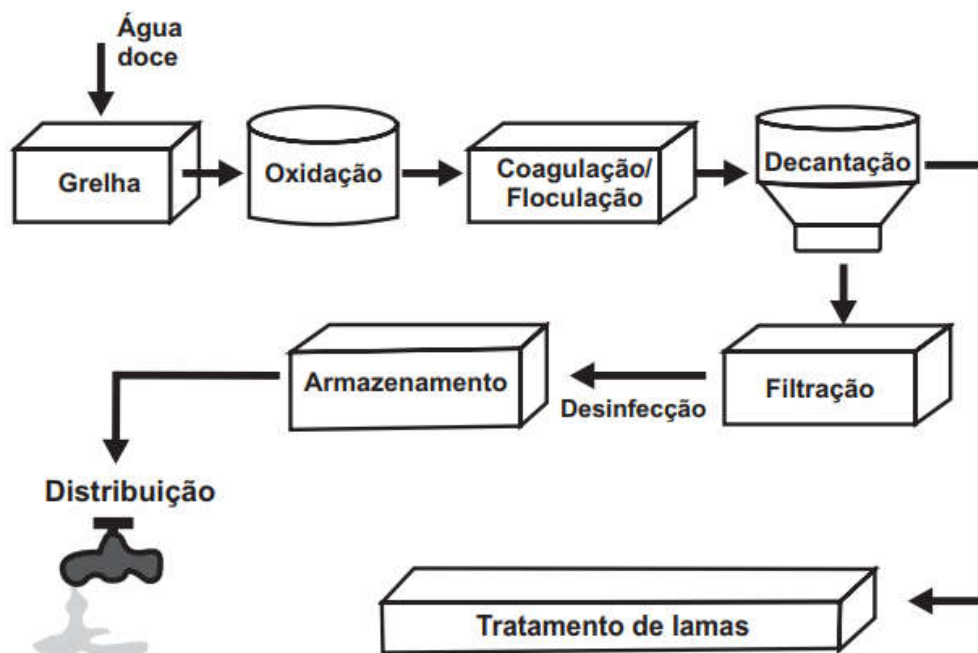 Água
doce
Grelha
Oxidação
Coagulação/
Floculação
Decantação
Filtração
Desinfecção
Armazenamento
Distribuição
Tratamento de lamas